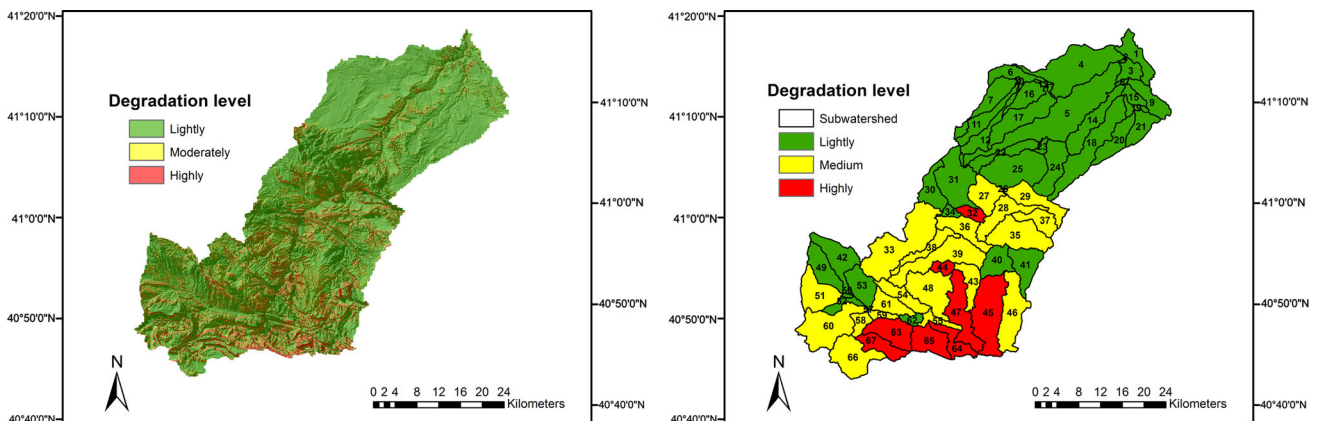 41°20'0"N
41°10'0"N
41°0'0"N
40°50'0"N
40°40'0"N
Degradation level
Lightly
Moderately
Highly
41°10'0"N
41°0'0"N
40°50'0"N
40°40'0"N
N
0 2 4 8 12 16 20 24
Kilometers
41°20'0"N
41°10'0"N
41°0'0"N
40°50'0"N
40°40'0"N
Degradation level
Subwatershed
Lightly
Medium
Highly
1
4
3
6
7
16
15
9
5
17
11
14
21
12
18
20
25
24
31
30
27
29
28
34
32
37
36
35
33
38
42
39
40
41
49
44
53
43
48
51
54
61
47
45
46
59
58
62
55
60
63
65
67
64
66
41°10'0"N
41°0'0"N
40°50'0"N
40°40'0"N
N
0 2 4 8 12 16 20 24
Kilometers